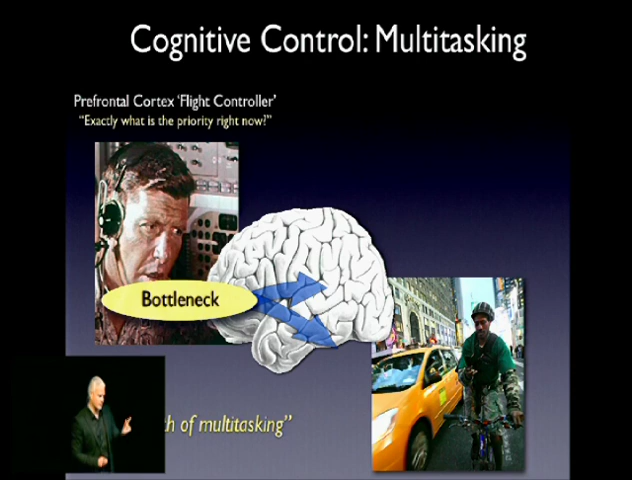 Cognitive Control: Multitasking
Prefrontal Cortex ‘Flight Controller’
“Exactly what is the priority right now?”
Bottleneck
of multitasking”